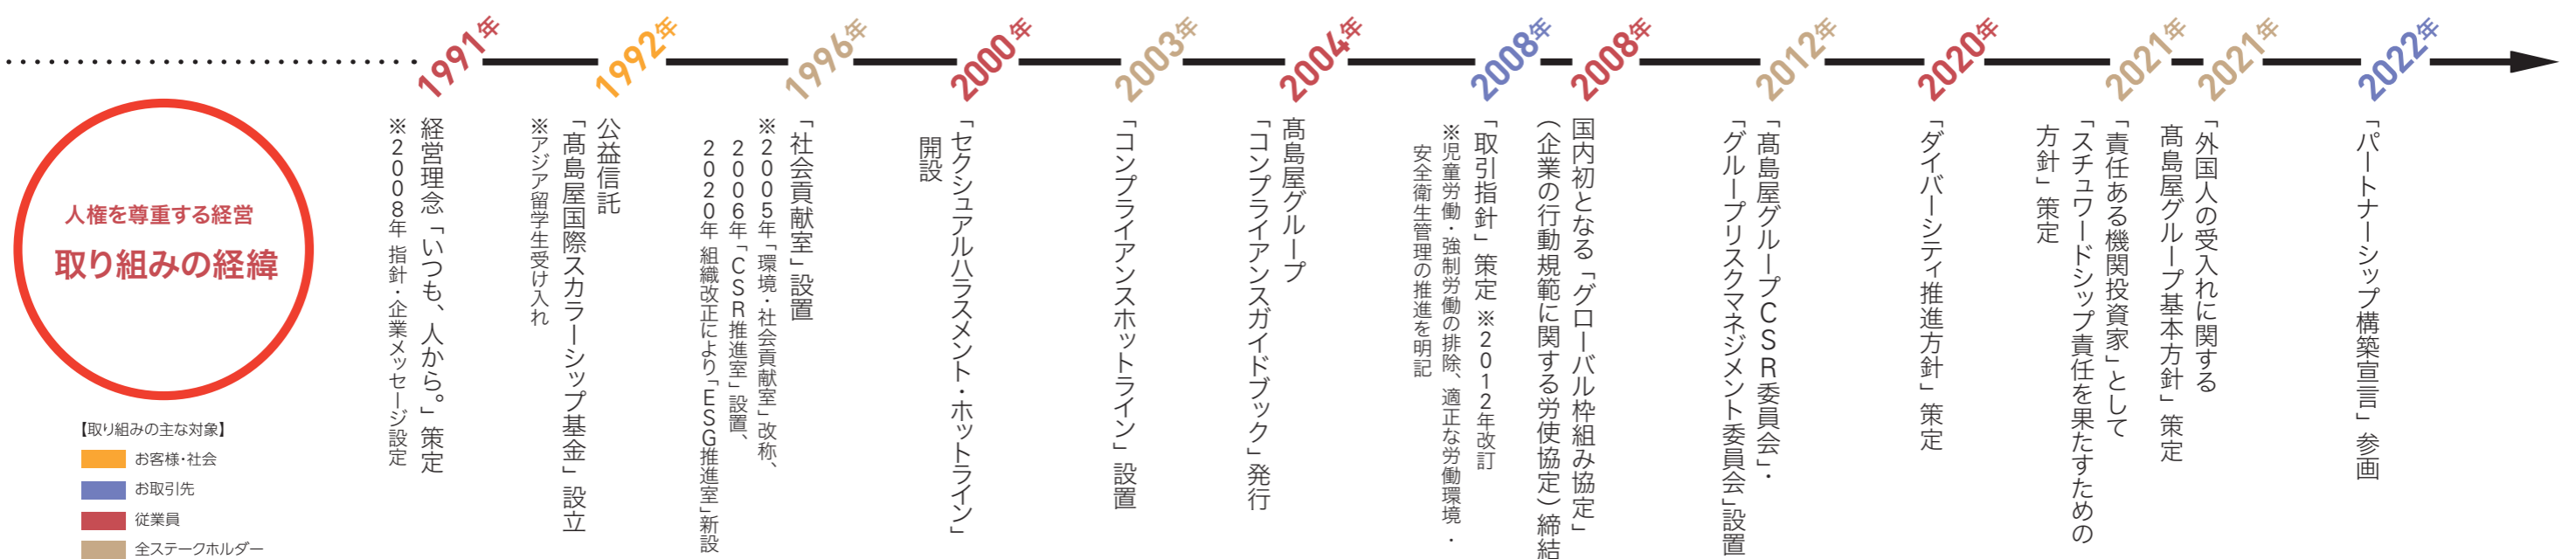 人権を尊重する経営
取り組みの経緯
【取り組みの主な対象】
お客様・社会
お取引先
従業員
全ステークホルダー
1991年
経営理念「いつも、人から。」策定
※2008年 指針・企業メッセージ設定
1992年
公益信託
「髙島屋国際スカラーシップ基金」設立
※アジア留学生受け入れ
1996年
「社会貢献室」設置
※2005年「環境・社会貢献室」改称、
2006年「CSR推進室」設置、
2020年 組織改正により「ESG推進室」新設
2000年
「セクシュアルハラスメント・ホットライン」
開設
2003年
「コンプライアンスホットライン」設置
2004年
髙島屋グループ
「コンプライアンスガイドブック」発行
2008年
「取引指針」策定 ※2012年改訂
※児童労働・強制労働の排除、適正な労働環境・
安全衛生管理の推進を明記
2008年
国内初となる「グローバル枠組み協定」
（企業の行動規範に関する労使協定）締結
2012年
「髙島屋グループCSR委員会」・
「グループリスクマネジメント委員会」設置
2020年
「ダイバーシティ推進方針」策定
2021年
「責任ある機関投資家」として
「スチュワードシップ責任を果たすための
方針」策定
2021年
「外国人の受入れに関する
髙島屋グループ基本方針」策定
2022年
「パートナーシップ構築宣言」参画